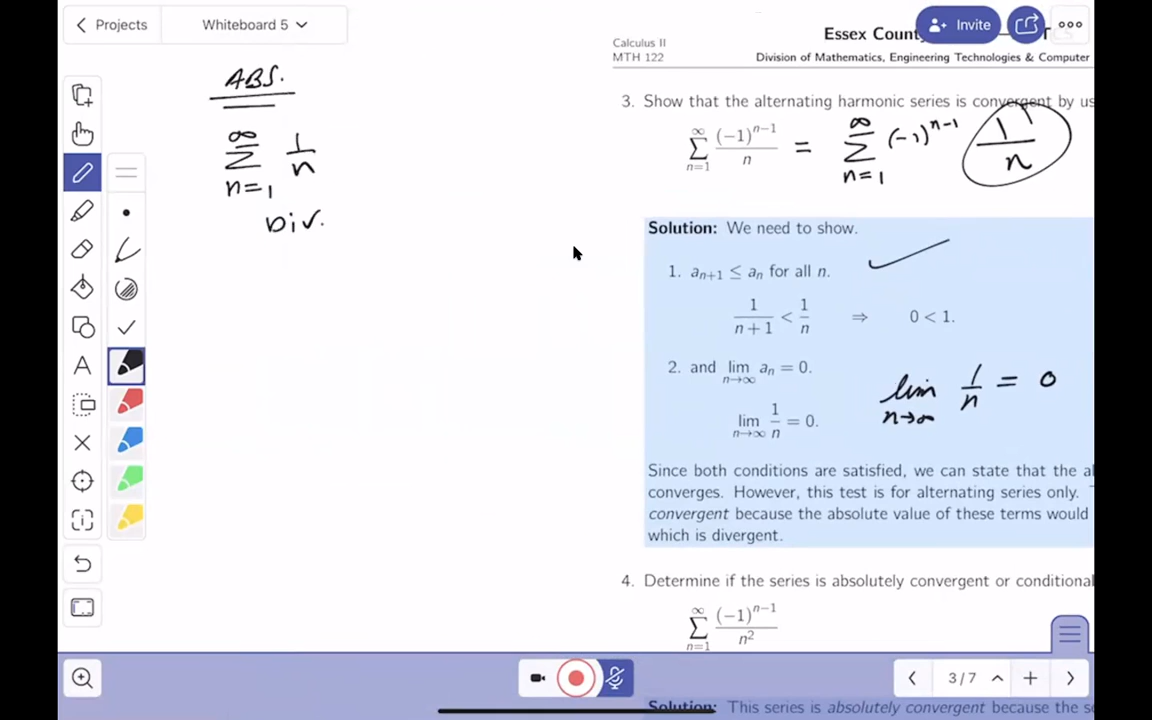 Projects
Whiteboard 5
Invite
ABS.
∞
Σ 1/n
n=1
Div.
Calculus II
MTH 122
Essex Count
Division of Mathematics, Engineering Technologies & Computer
3. Show that the alternating harmonic series is convergent by us
∞ Σ n=1 (-1)^{n-1}/n = ∞ Σ n=1 (-1)^{n-1} 1/n
Solution: We need to show.
1. a_{n+1} ≤ a_n for all n. ✓
1/(n+1) < 1/n ⇒ 0 < 1.
2. and lim n→∞ a_n = 0.
lim n→∞ 1/n = 0
lim n→∞ 1/n = 0.
Since both conditions are satisfied, we can state that the al
converges. However, this test is for alternating series only.
convergent because the absolute value of these terms would
which is divergent.
4. Determine if the series is absolutely convergent or conditional
∞ Σ n=1 (-1)^{n-1}/n^2
3 / 7
Solution: This series is absolutely convergent because the se